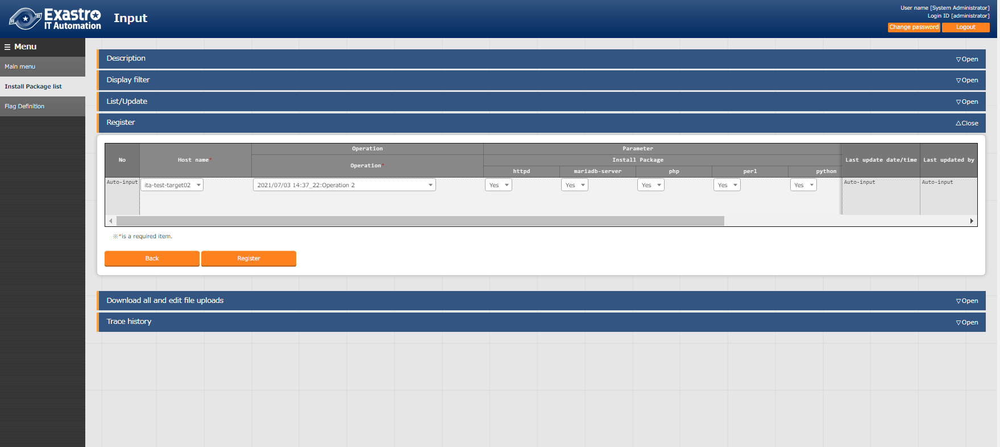 Exastro
IT Automation
Input
User name [System Administrator]
Login ID [administrator]
Change password
Logout
☰ Menu
Main menu
Install Package list
Flag Definition
Description
▽Open
Display filter
▽Open
List/Update
▽Open
Register
△Close
No
Host name*
Operation
Operation*
Parameter
Install Package
httpd
mariadb-server
php
perl
python
Last update date/time
Last updated by
Auto-input
ita-test-target02
2021/07/03 14:37_22:Operation 2
Yes
Yes
Yes
Yes
Yes
Auto-input
Auto-input
※*is a required item.
Back
Register
Download all and edit file uploads
▽Open
Trace history
▽Open